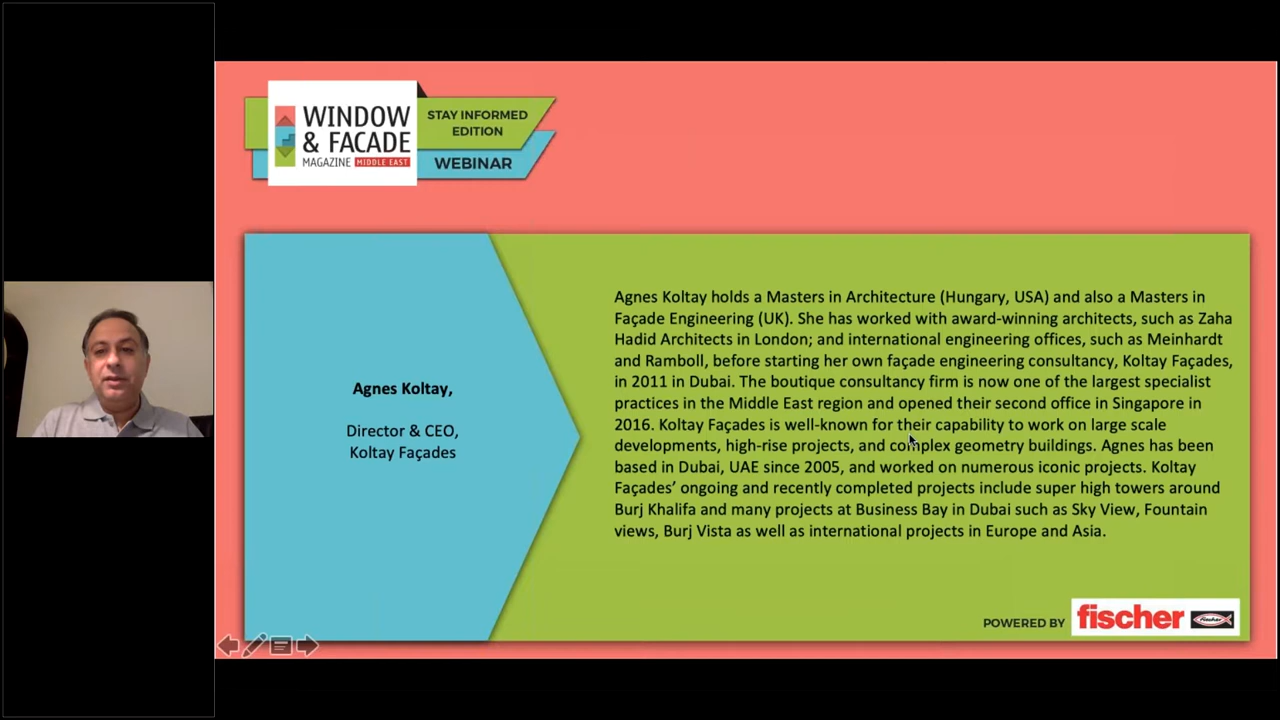 WINDOW
& FACADE
MAGAZINE MIDDLE EAST
STAY INFORMED
EDITION
WEBINAR
Agnes Koltay,
Director & CEO,
Koltay Façades
Agnes Koltay holds a Masters in Architecture (Hungary, USA) and also a Masters in
Façade Engineering (UK). She has worked with award-winning architects, such as Zaha
Hadid Architects in London; and international engineering offices, such as Meinhardt
and Ramboll, before starting her own façade engineering consultancy, Koltay Façades,
in 2011 in Dubai. The boutique consultancy firm is now one of the largest specialist
practices in the Middle East region and opened their second office in Singapore in
2016. Koltay Façades is well-known for their capability to work on large scale
developments, high-rise projects, and complex geometry buildings. Agnes has been
based in Dubai, UAE since 2005, and worked on numerous iconic projects. Koltay
Façades’ ongoing and recently completed projects include super high towers around
Burj Khalifa and many projects at Business Bay in Dubai such as Sky View, Fountain
views, Burj Vista as well as international projects in Europe and Asia.
POWERED BY
fischer
fischer